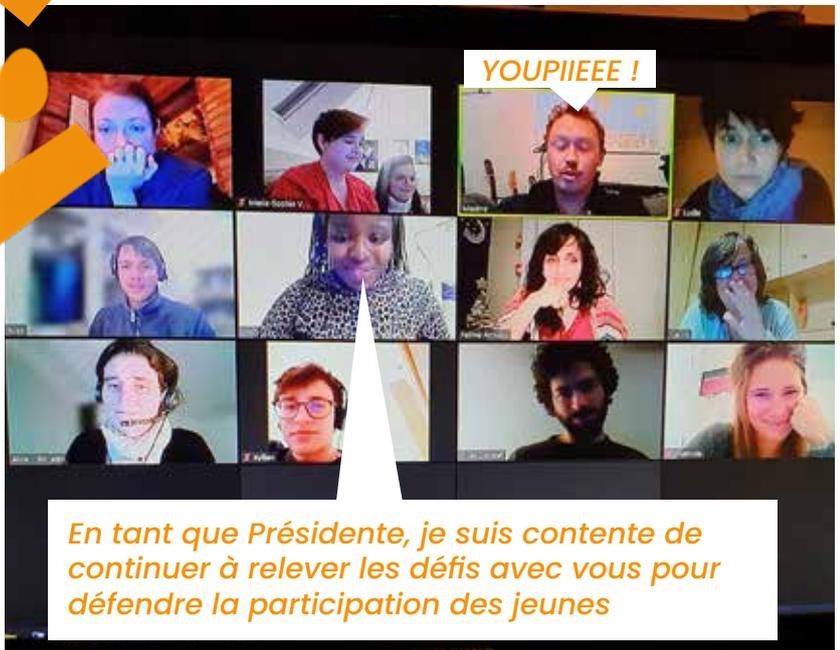 YOUPIIEEE !
En tant que Présidente, je suis contente de
continuer à relever les défis avec vous pour
défendre la participation des jeunes